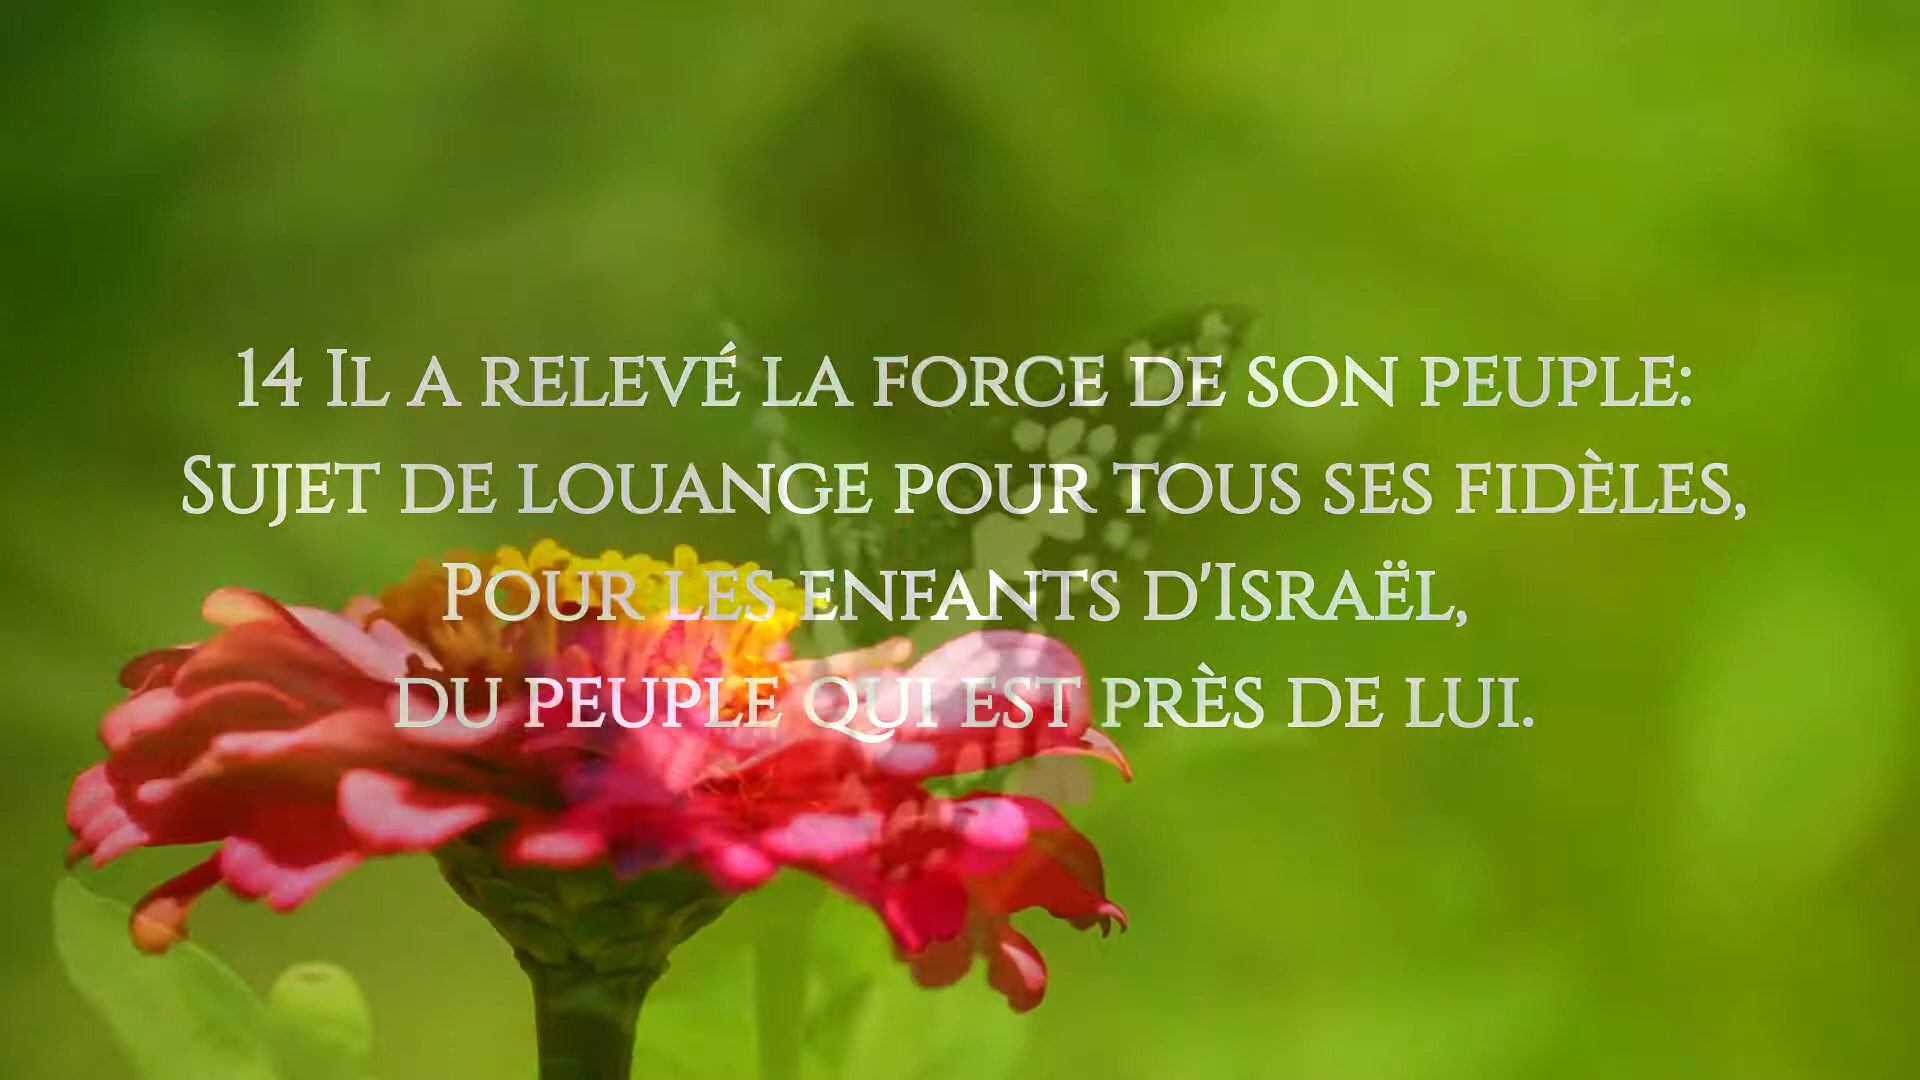 14 Il a relevé la force de son peuple:
Sujet de louange pour tous ses fidèles,
Pour les enfants d'Israël,
du peuple qui est près de lui.